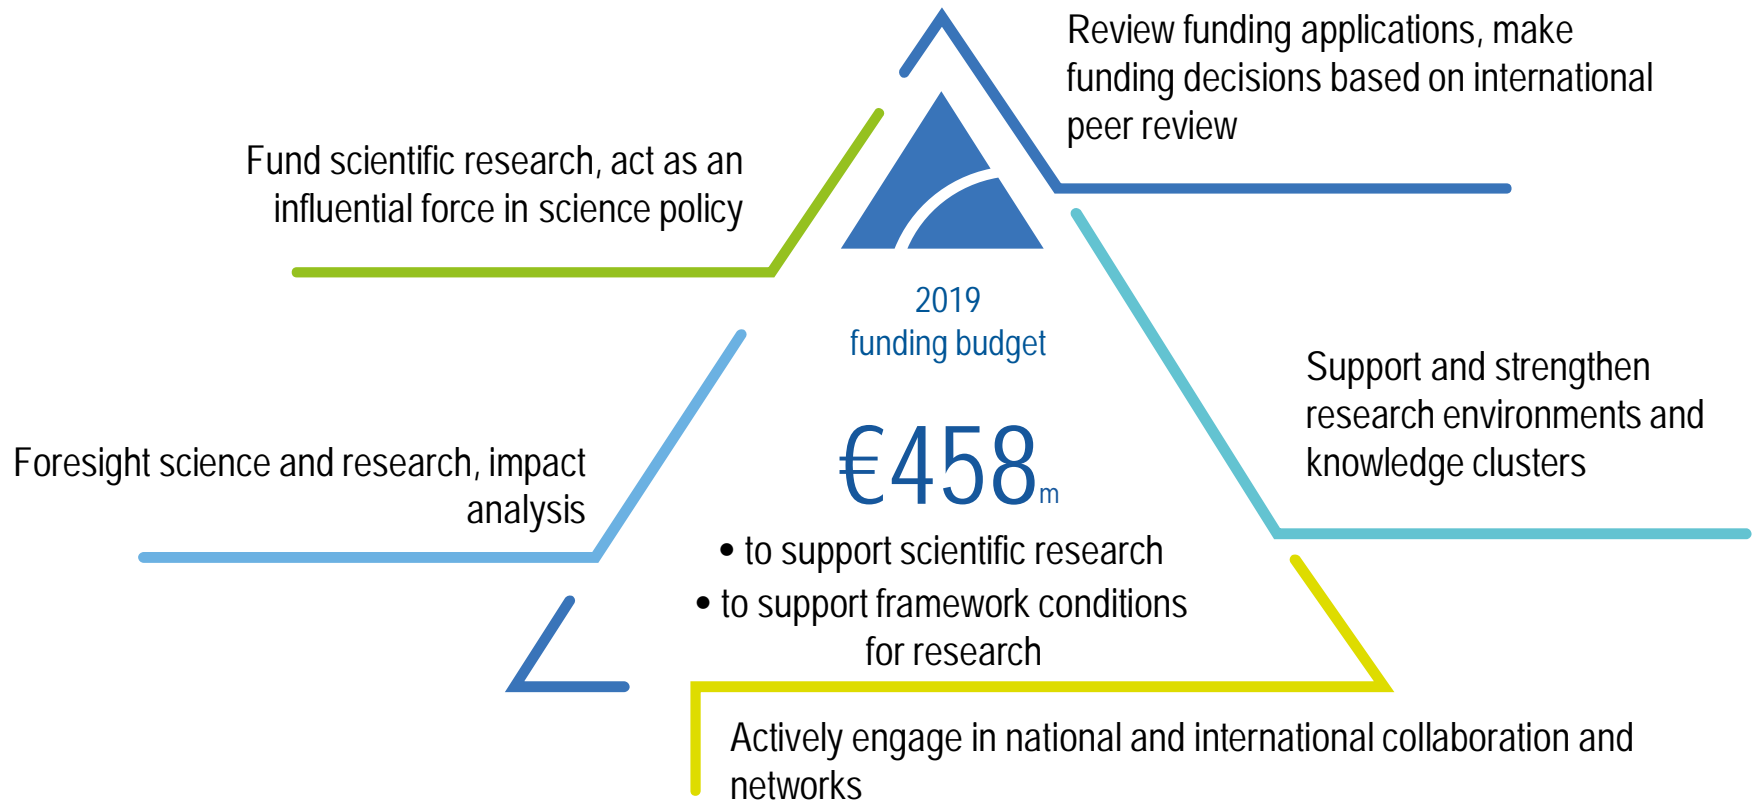 Review funding applications, make
funding decisions based on international
peer review
Fund scientific research, act as an
influential force in science policy
2019
funding budget
Support and strengthen
research environments and
knowledge clusters
Foresight science and research, impact
analysis
€458m
• to support scientific research
• to support framework conditions
for research
Actively engage in national and international collaboration and
networks